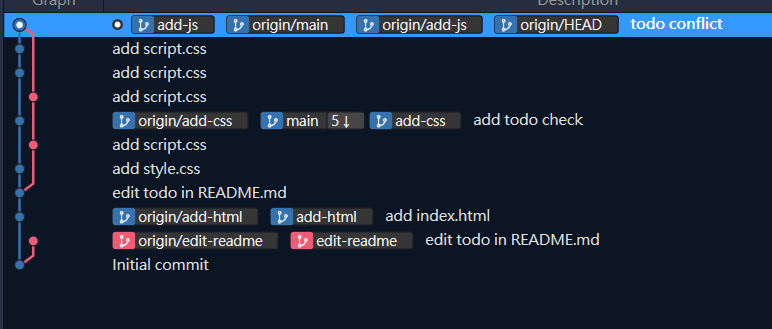 Graph Description
add-js origin/main origin/add-js origin/HEAD todo conflict
add script.css
add script.css
add script.css
origin/add-css main 5↓ add-css add todo check
add script.css
add style.css
edit todo in README.md
origin/add-html add-html add index.html
origin/edit-readme edit-readme edit todo in README.md
Initial commit